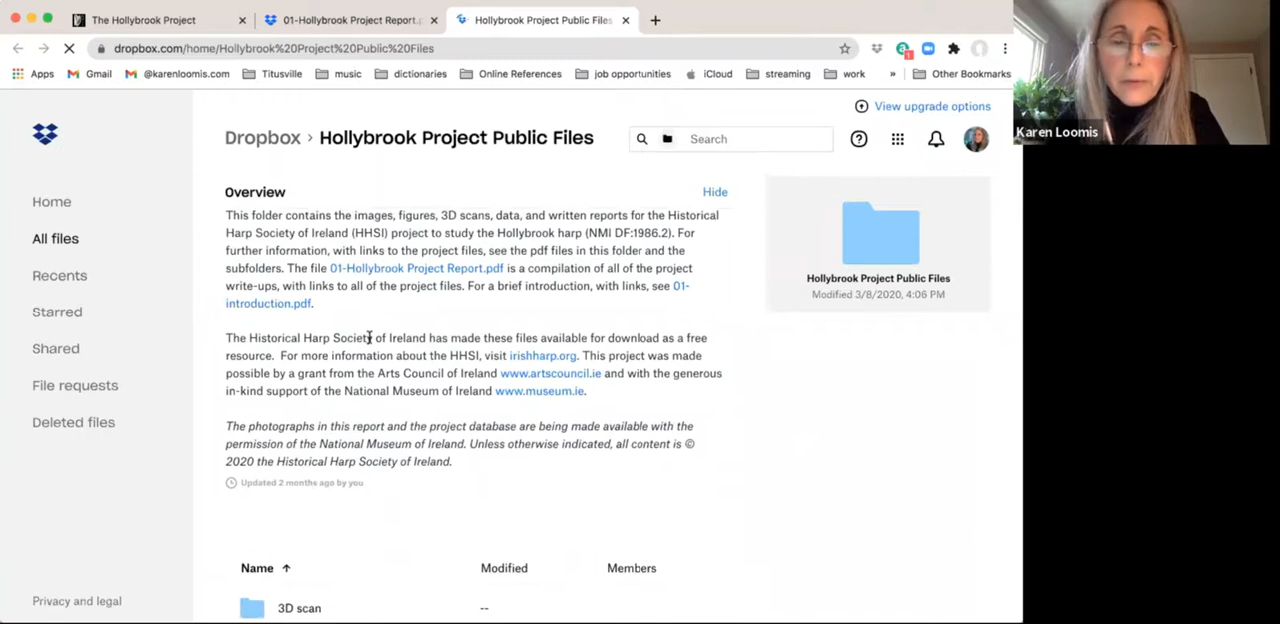 The Hollybrook Project
01-Hollybrook Project Report.p
Hollybrook Project Public Files
dropbox.com/home/Hollybrook%20Project%20Public%20Files
Apps Gmail @karenloomis.com Titusville music dictionaries Online References job opportunities iCloud streaming work » Other Bookmarks
Karen Loomis
View upgrade options
Dropbox › Hollybrook Project Public Files
Search
Home
All files
Recents
Starred
Shared
File requests
Deleted files
Privacy and legal
Overview Hide
This folder contains the images, figures, 3D scans, data, and written reports for the Historical
Harp Society of Ireland (HHSI) project to study the Hollybrook harp (NMI DF:1986.2). For
further information, with links to the project files, see the pdf files in this folder and the
subfolders. The file 01-Hollybrook Project Report.pdf is a compilation of all of the project
write-ups, with links to all of the project files. For a brief introduction, with links, see 01-
introduction.pdf.
The Historical Harp Society of Ireland has made these files available for download as a free
resource. For more information about the HHSI, visit irishharp.org. This project was made
possible by a grant from the Arts Council of Ireland www.artscouncil.ie and with the generous
in-kind support of the National Museum of Ireland www.museum.ie.
The photographs in this report and the project database are being made available with the
permission of the National Museum of Ireland. Unless otherwise indicated, all content is ©
2020 the Historical Harp Society of Ireland.
Updated 2 months ago by you
Hollybrook Project Public Files
Modified 3/8/2020, 4:06 PM
Name ↑ Modified Members
3D scan --